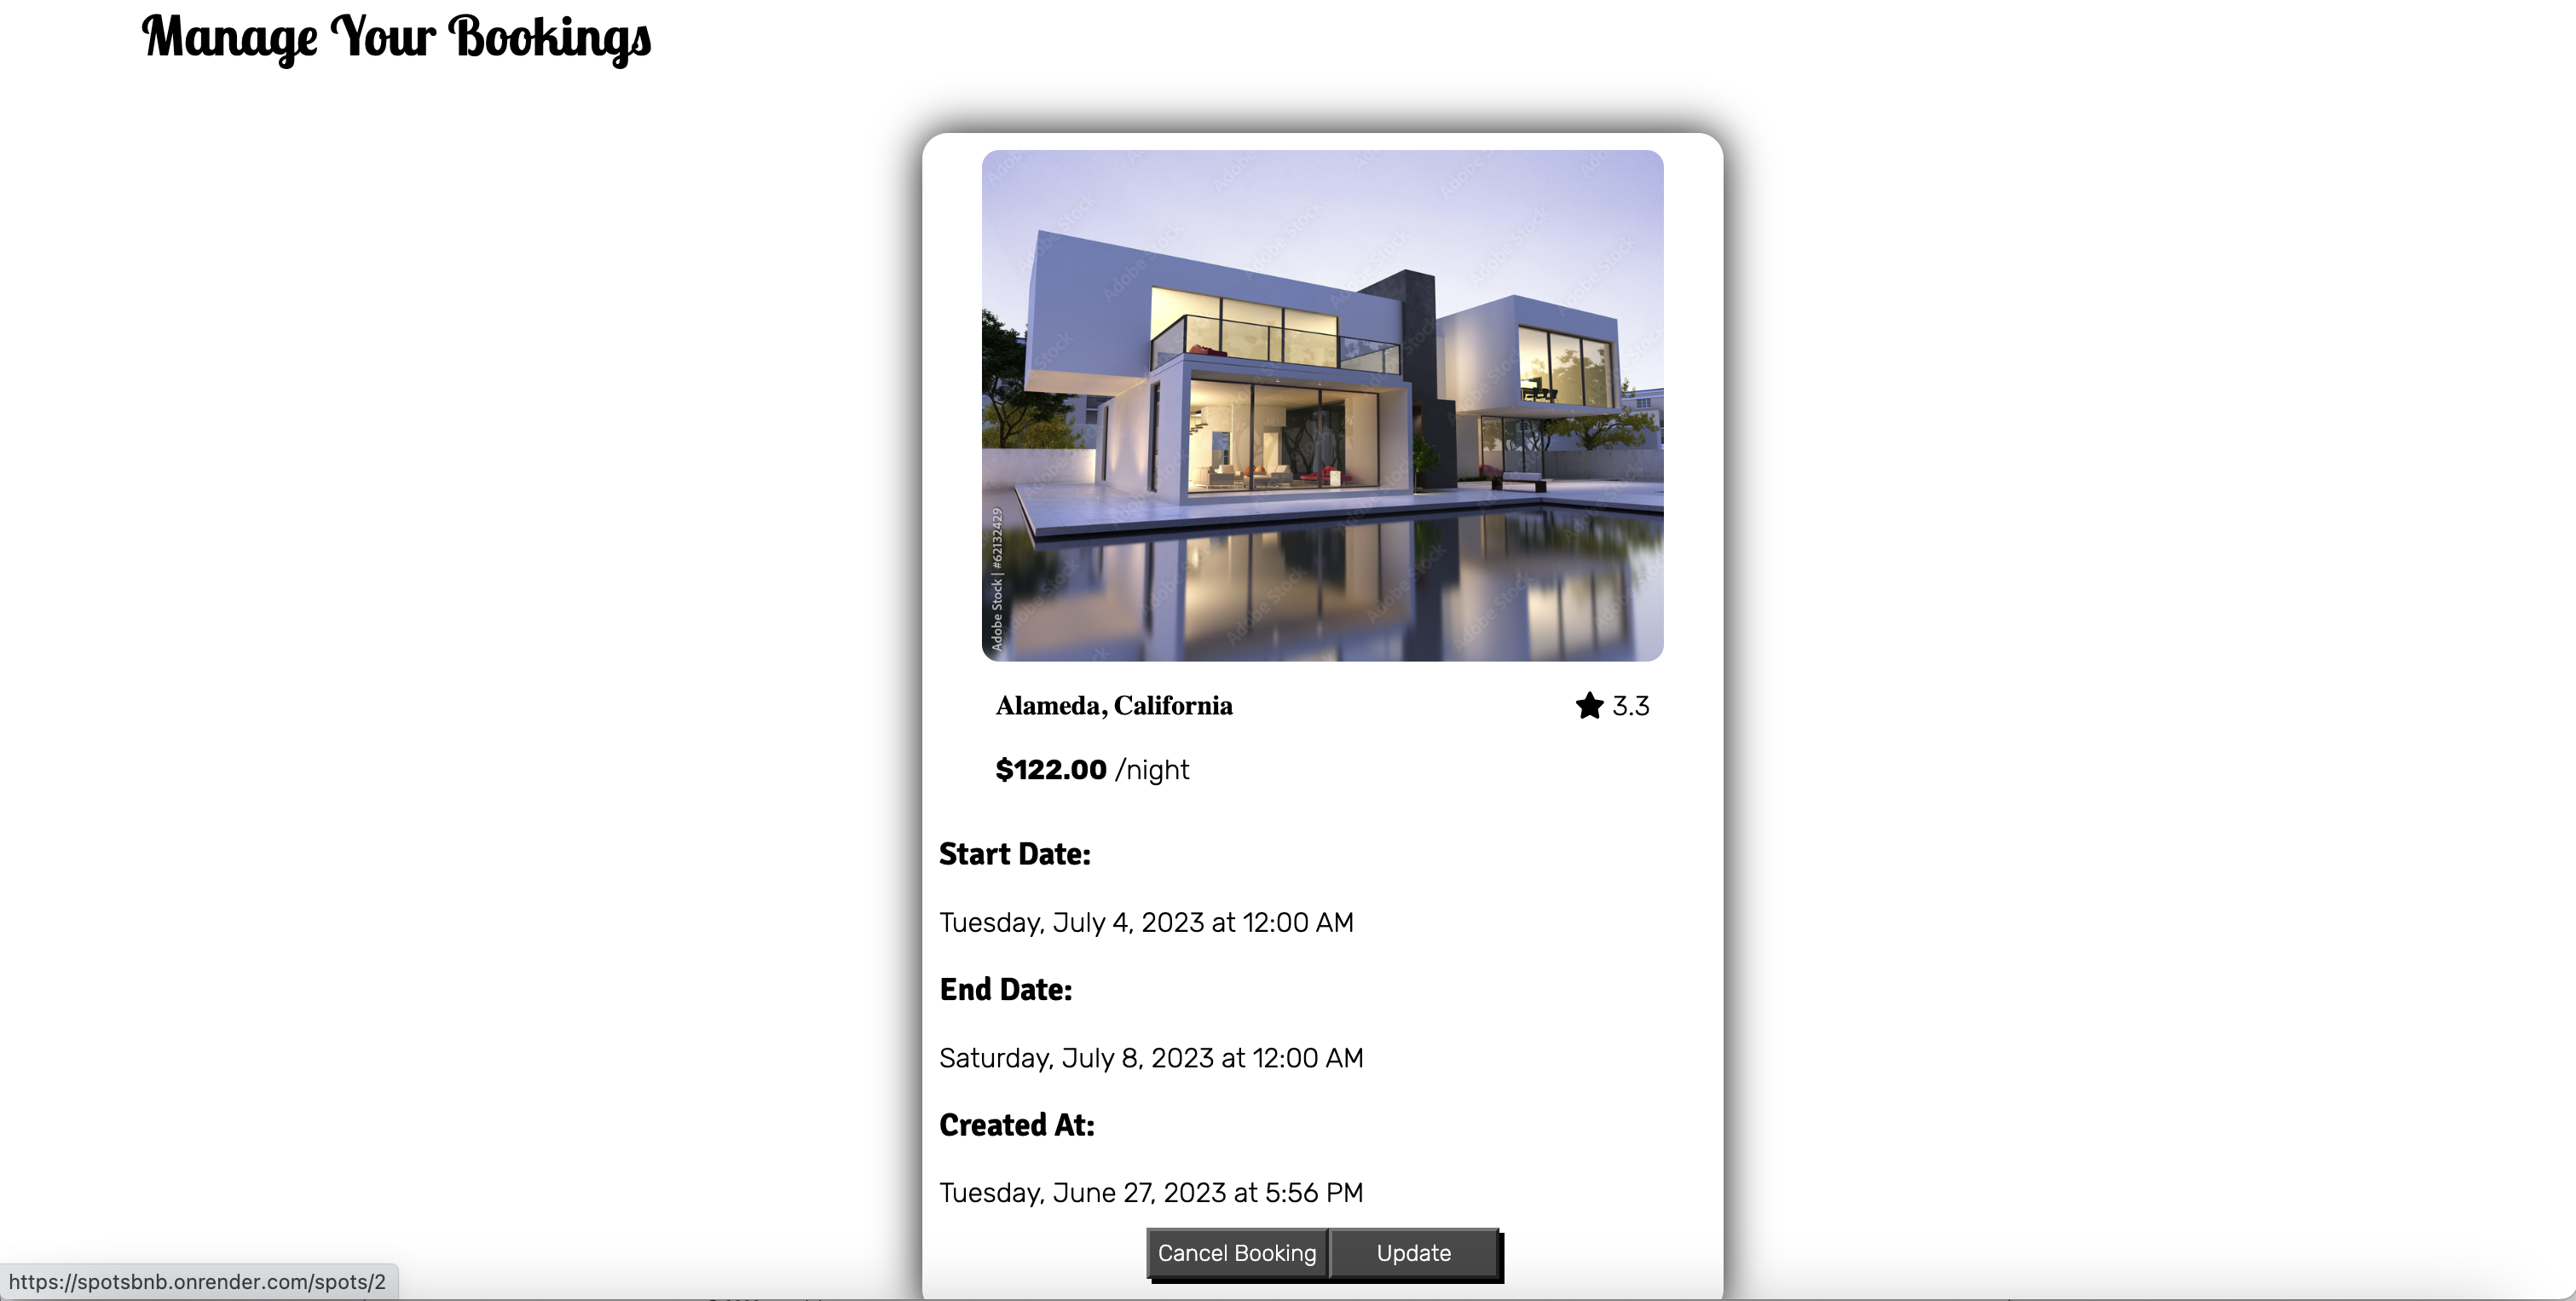 Manage Your Bookings
Adobe Stock | #62132429
Alameda, California
3.3
$122.00 /night
Start Date:
Tuesday, July 4, 2023 at 12:00 AM
End Date:
Saturday, July 8, 2023 at 12:00 AM
Created At:
Tuesday, June 27, 2023 at 5:56 PM
Cancel Booking
Update
https://spotsbnb.onrender.com/spots/2